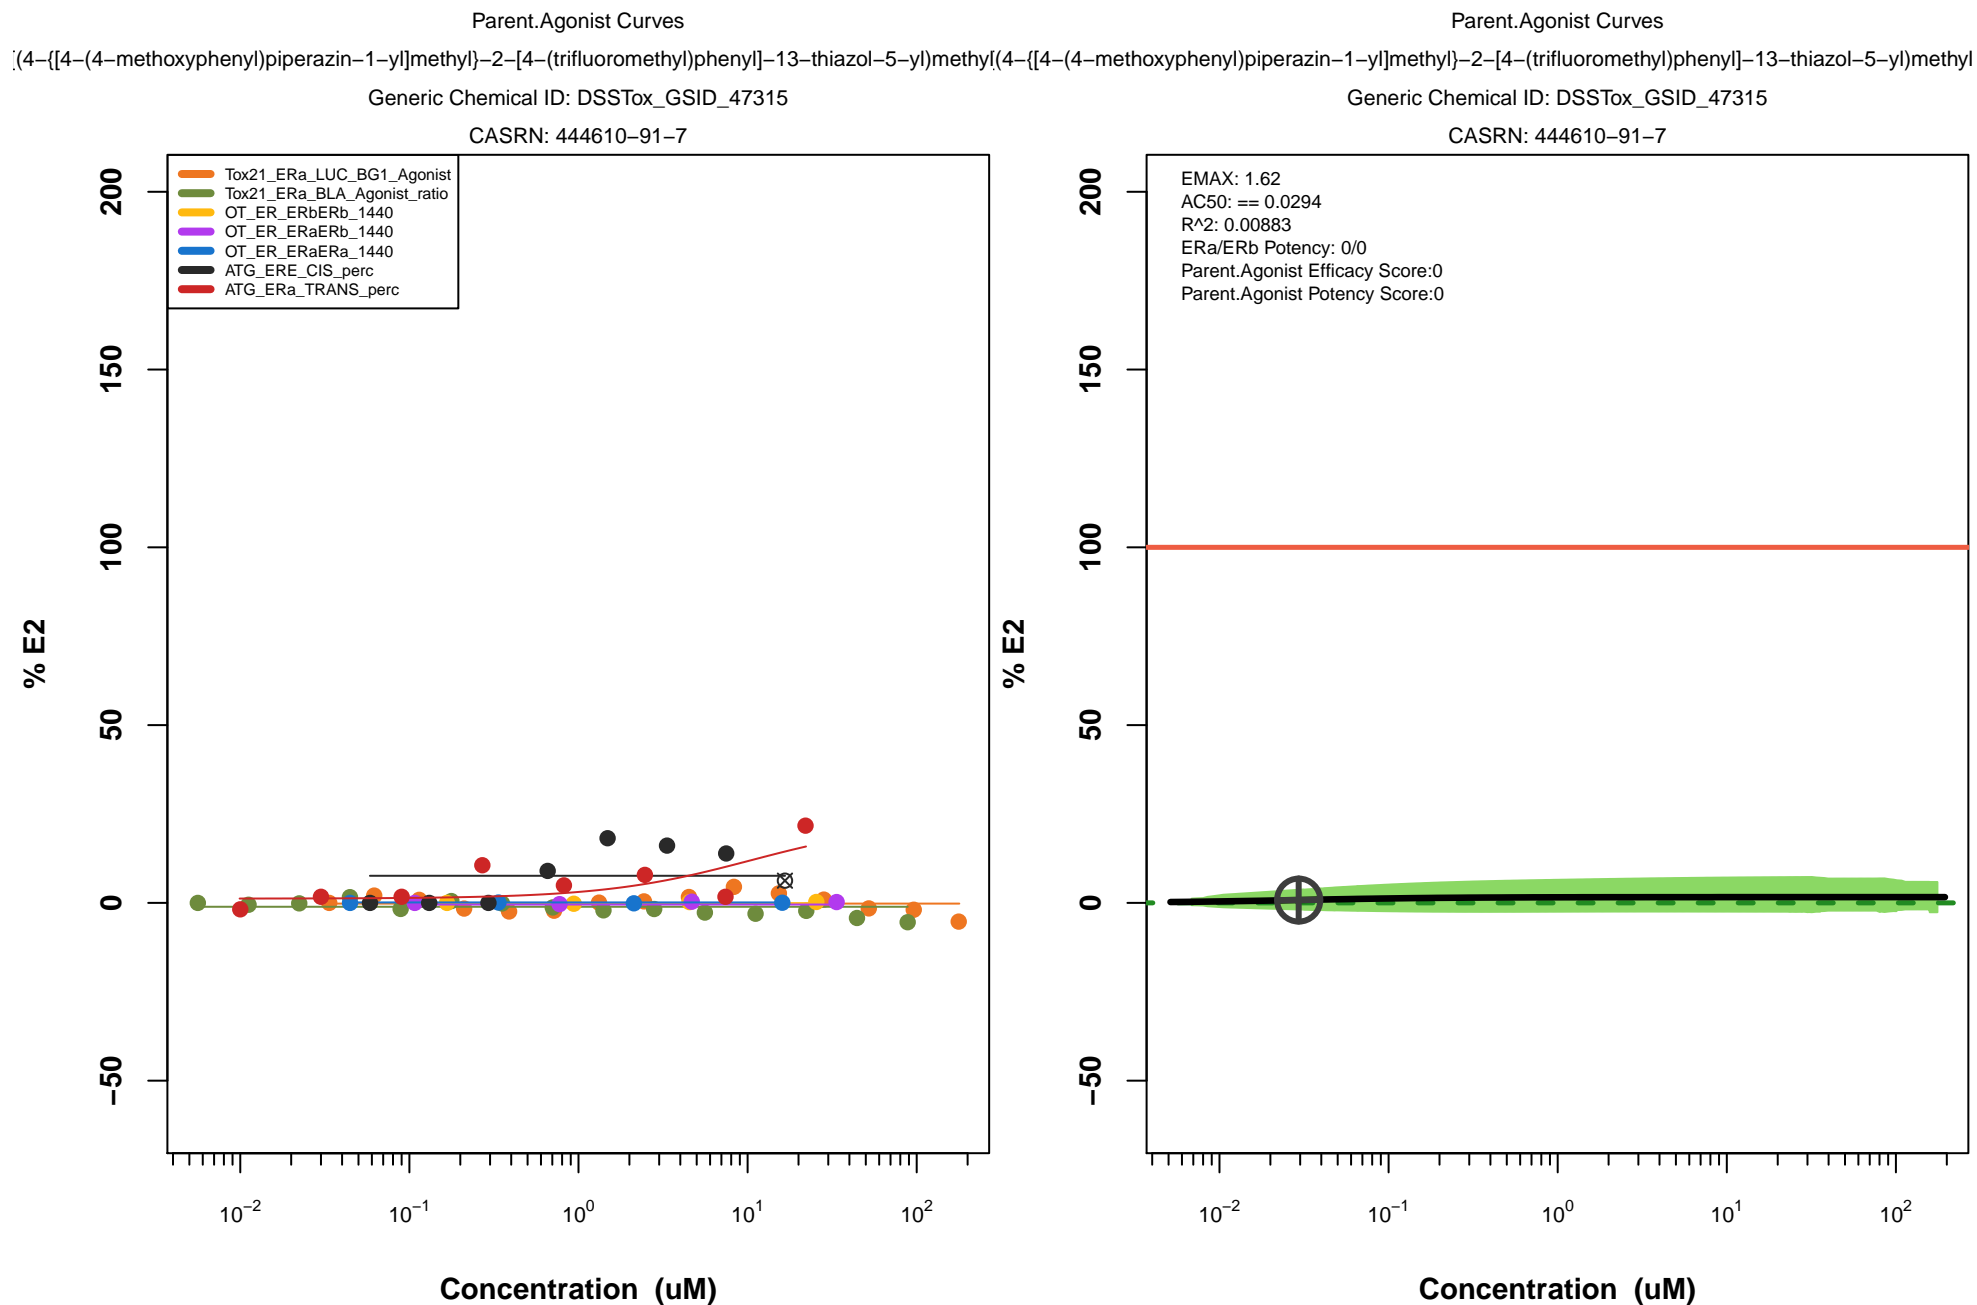 Parent.Agonist Curves
[(4−{[4−(4−methoxyphenyl)piperazin−1−yl]methyl}−2−[4−(trifluoromethyl)phenyl]−13−thiazol−5−yl)methyl
Generic Chemical ID: DSSTox_GSID_47315
CASRN: 444610−91−7
200
150
100
50
0
−50
% E2
Tox21_ERa_LUC_BG1_Agonist
Tox21_ERa_BLA_Agonist_ratio
OT_ER_ERbERb_1440
OT_ER_ERaERb_1440
OT_ER_ERaERa_1440
ATG_ERE_CIS_perc
ATG_ERa_TRANS_perc
10−2 10−1 100 101 102
Concentration (uM)
Parent.Agonist Curves
[(4−{[4−(4−methoxyphenyl)piperazin−1−yl]methyl}−2−[4−(trifluoromethyl)phenyl]−13−thiazol−5−yl)methyl
Generic Chemical ID: DSSTox_GSID_47315
CASRN: 444610−91−7
200
150
100
50
0
−50
% E2
EMAX: 1.62
AC50: == 0.0294
R^2: 0.00883
ERa/ERb Potency: 0/0
Parent.Agonist Efficacy Score:0
Parent.Agonist Potency Score:0
10−2 10−1 100 101 102
Concentration (uM)